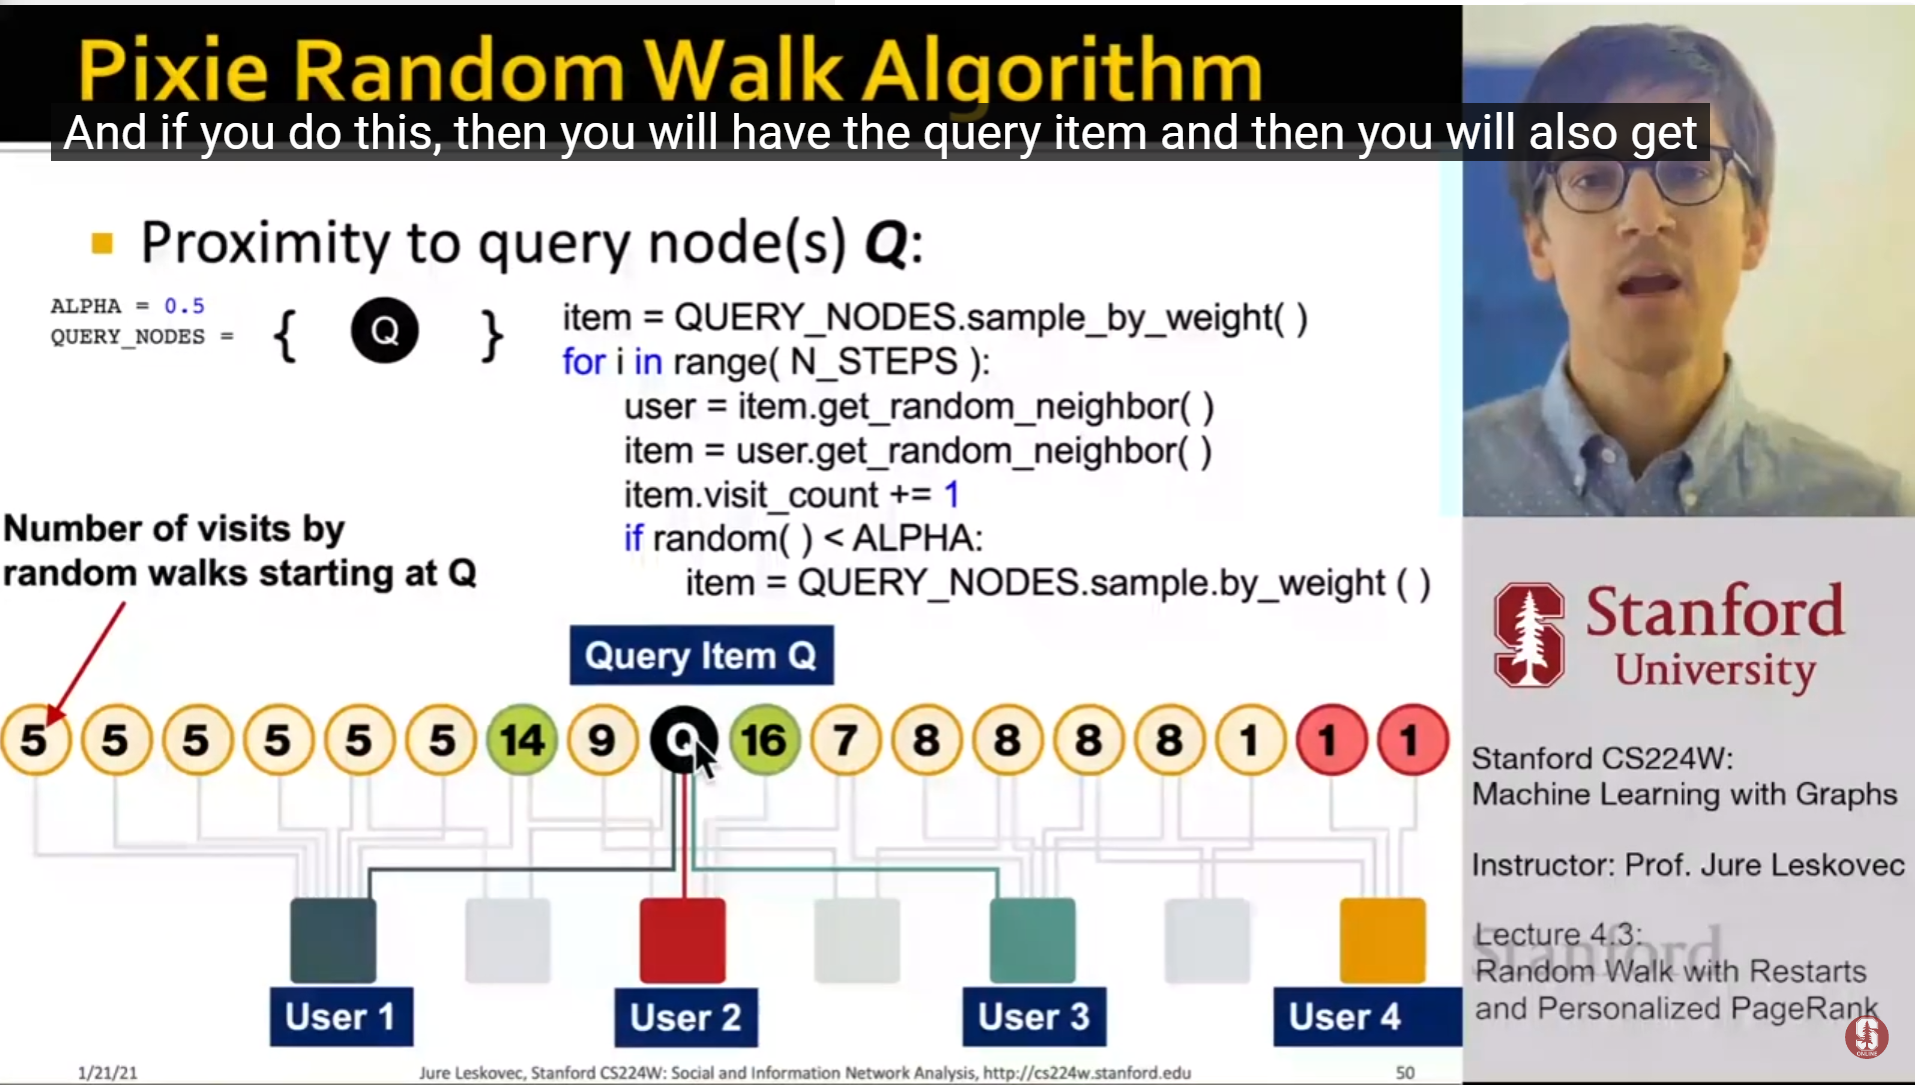 Pixie Random Walk Algorithm
And if you do this, then you will have the query item and then you will also get
Proximity to query node(s) Q:
ALPHA = 0.5
QUERY_NODES = { Q }
item = QUERY_NODES.sample_by_weight( )
for i in range( N_STEPS ):
user = item.get_random_neighbor( )
item = user.get_random_neighbor( )
item.visit_count += 1
if random( ) < ALPHA:
item = QUERY_NODES.sample.by_weight ( )
Number of visits by
random walks starting at Q
Query Item Q
5 5 5 5 5 5 14 9 Q 16 7 8 8 8 8 1 1 1
User 1 User 2 User 3 User 4
1/21/21 Jure Leskovec, Stanford CS224W: Social and Information Network Analysis, http://cs224w.stanford.edu 50
Stanford
University
Stanford CS224W:
Machine Learning with Graphs
Instructor: Prof. Jure Leskovec
Lecture 4.3:
Stanford
Random Walk with Restarts
and Personalized PageRank
S
ONLINE